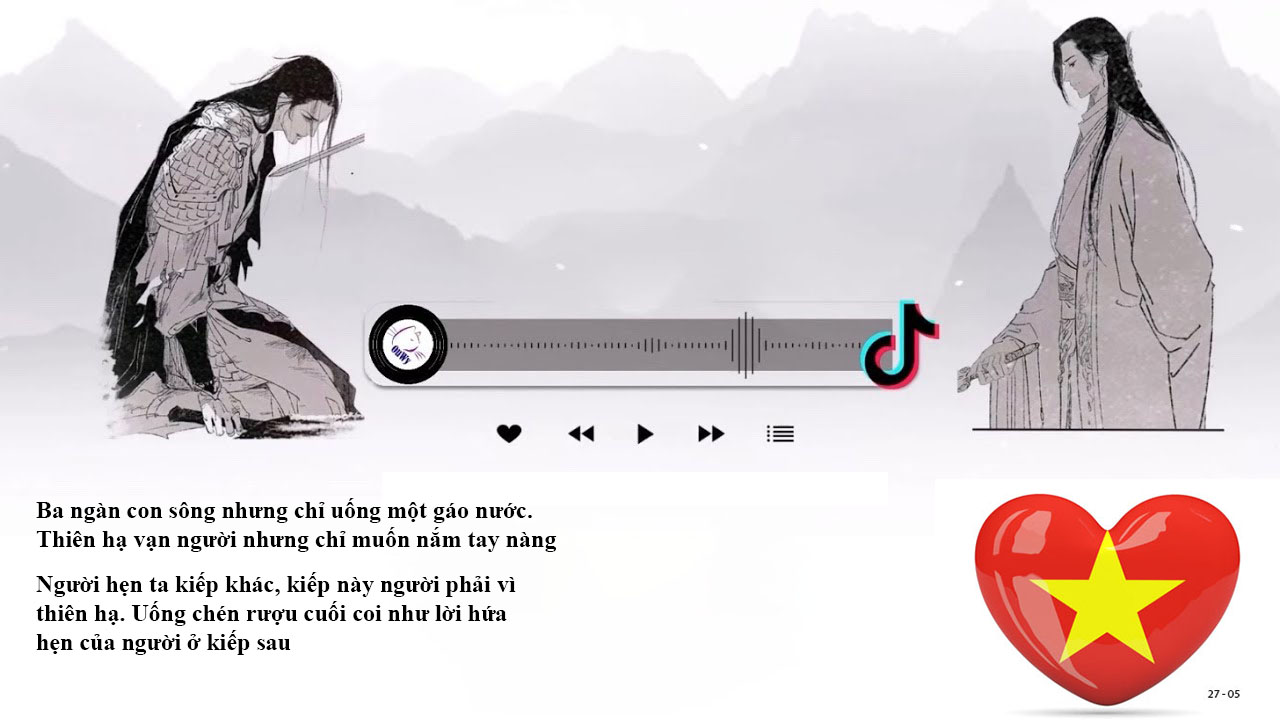 OuWy
Ba ngàn con sông nhưng chỉ uống một gáo nước.
Thiên hạ vạn người nhưng chỉ muốn nắm tay nàng
Người hẹn ta kiếp khác, kiếp này người phải vì
thiên hạ. Uống chén rượu cuối coi như lời hứa
hẹn của người ở kiếp sau
27 - 05